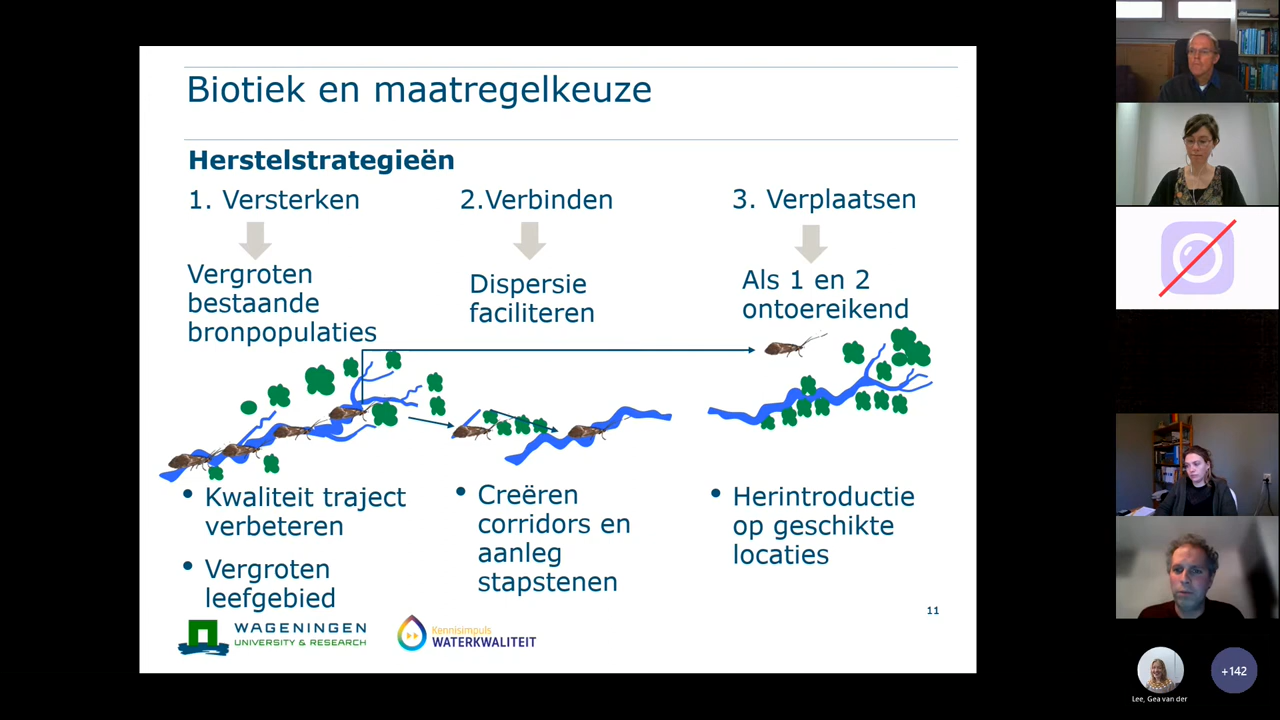 Biotiek en maatregelkeuze
Herstelstrategieën
1. Versterken
Vergroten
bestaande
bronpopulaties
• Kwaliteit traject
verbeteren
• Vergroten
leefgebied
2.Verbinden
Dispersie
faciliteren
• Creëren
corridors en
aanleg
stapstenen
3. Verplaatsen
Als 1 en 2
ontoereikend
• Herintroductie
op geschikte
locaties
11
WAGENINGEN
UNIVERSITY & RESEARCH
Kennisimpuls
WATERKWALITEIT
+142
Lee, Gea van der